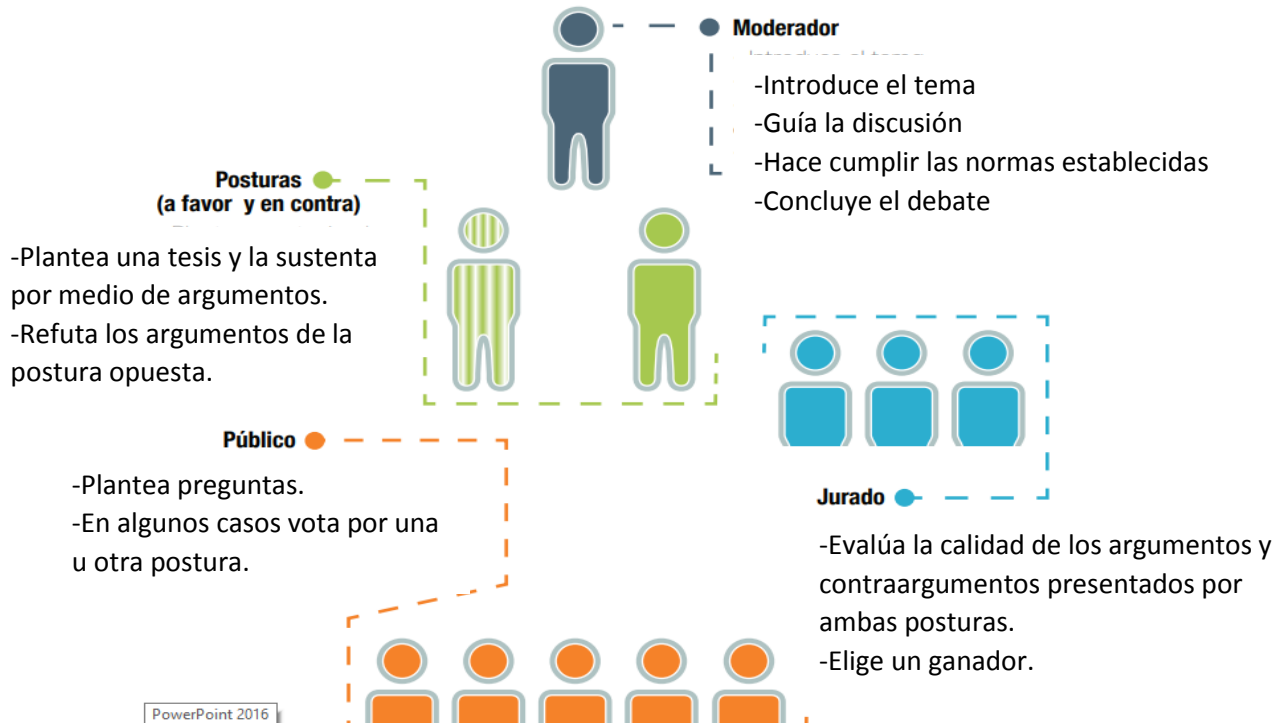 Moderador
-Introduce el tema
-Guía la discusión
-Hace cumplir las normas establecidas
-Concluye el debate
Posturas
(a favor y en contra)
-Plantea una tesis y la sustenta
por medio de argumentos.
-Refuta los argumentos de la
postura opuesta.
Público
-Plantea preguntas.
-En algunos casos vota por una
u otra postura.
Jurado
-Evalúa la calidad de los argumentos y
contraargumentos presentados por
ambas posturas.
-Elige un ganador.
PowerPoint 2016